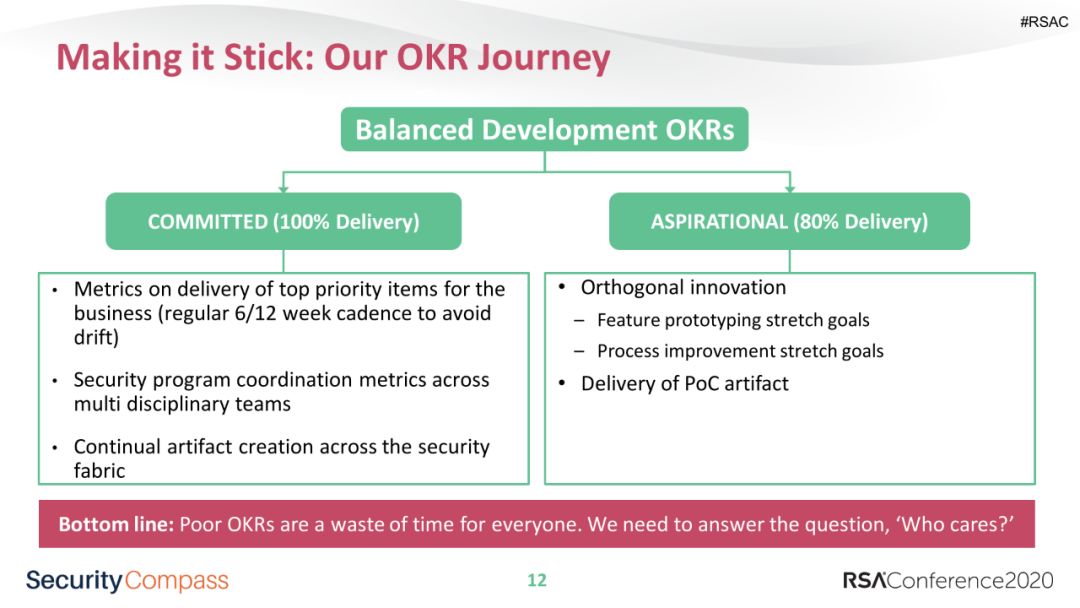 #RSAC
Making it Stick: Our OKR Journey
Balanced Development OKRs
COMMITTED (100% Delivery)
ASPIRATIONAL (80% Delivery)
• Metrics on delivery of top priority items for the
business (regular 6/12 week cadence to avoid
drift)
• Security program coordination metrics across
multi disciplinary teams
• Continual artifact creation across the security
fabric
• Orthogonal innovation
– Feature prototyping stretch goals
– Process improvement stretch goals
• Delivery of PoC artifact
Bottom line: Poor OKRs are a waste of time for everyone. We need to answer the question, ‘Who cares?’
SecurityCompass
12
RSAConference2020